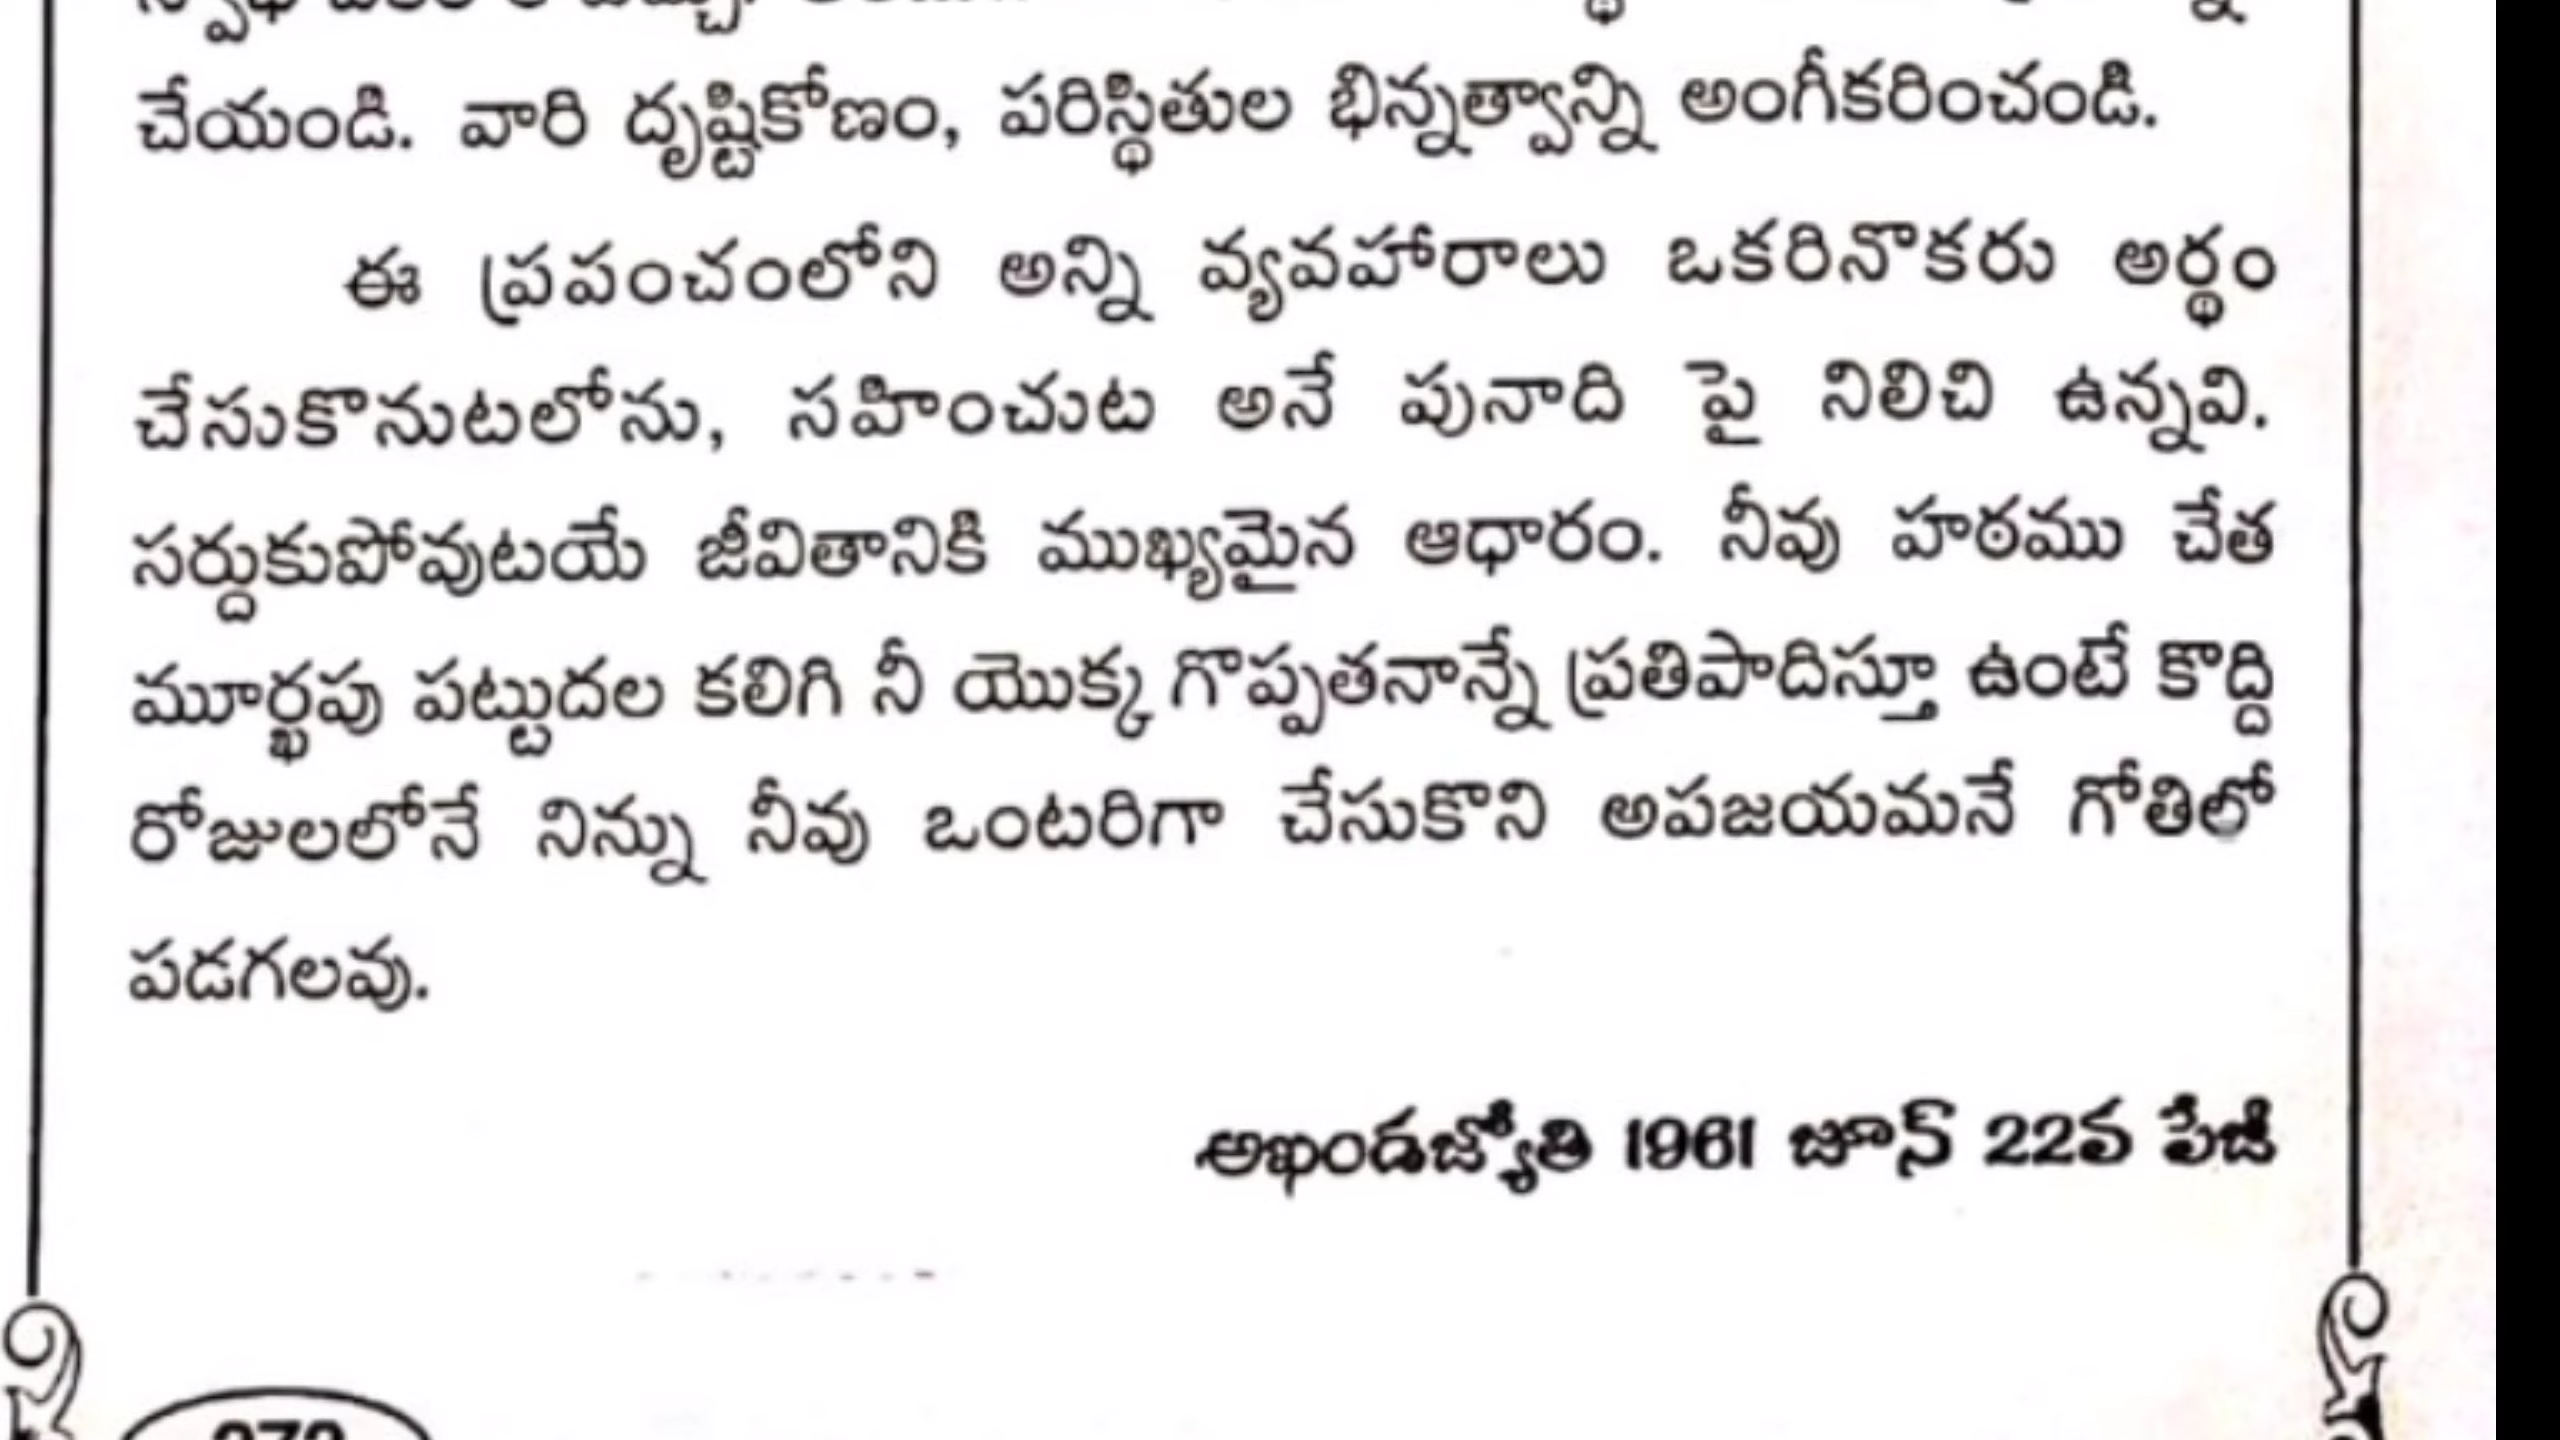 చేయండి. వారి దృష్టికోణం, పరిస్థితుల భిన్నత్వాన్ని అంగీకరించండి.
ఈ ప్రపంచంలోని అన్ని వ్యవహారాలు ఒకరినొకరు అర్థం
చేసుకొనుటలోను, సహించుట అనే పునాది పై నిలిచి ఉన్నవి.
సర్దుకుపోవుటయే జీవితానికి ముఖ్యమైన ఆధారం. నీవు హఠము చేత
మూర్ఖపు పట్టుదల కలిగి నీ యొక్క గొప్పతనాన్నే ప్రతిపాదిస్తూ ఉంటే కొద్ది
రోజులలోనే నిన్ను నీవు ఒంటరిగా చేసుకొని అపజయమనే గోతిలో
పడగలవు.
అఖండజ్యోతి 1961 జూన్ 22వ పేజీ